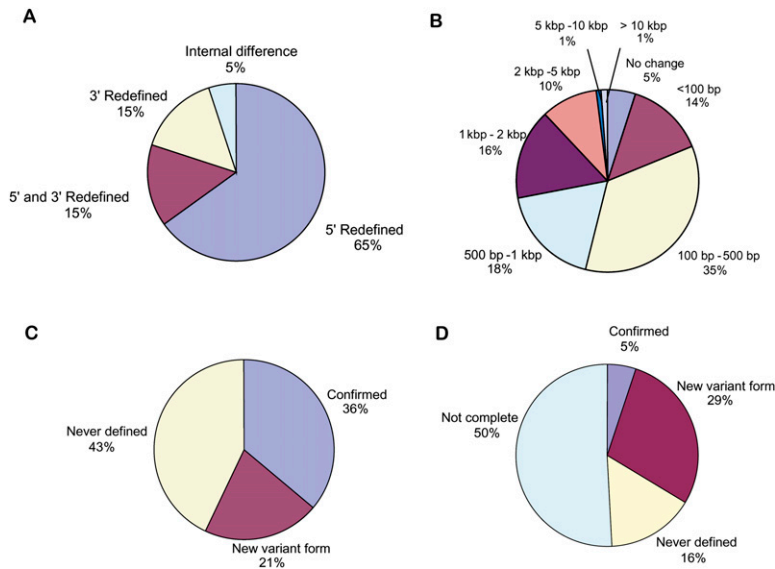 A
Internal difference
5%
3' Redefined
15%
5' and 3' Redefined
15%
5' Redefined
65%
B
5 kbp -10 kbp
1%
> 10 kbp
1%
No change
5%
2 kbp -5 kbp
10%
<100 bp
14%
1 kbp - 2 kbp
16%
500 bp -1 kbp
18%
100 bp -500 bp
35%
C
Confirmed
36%
Never defined
43%
New variant form
21%
D
Confirmed
5%
New variant form
29%
Not complete
50%
Never defined
16%